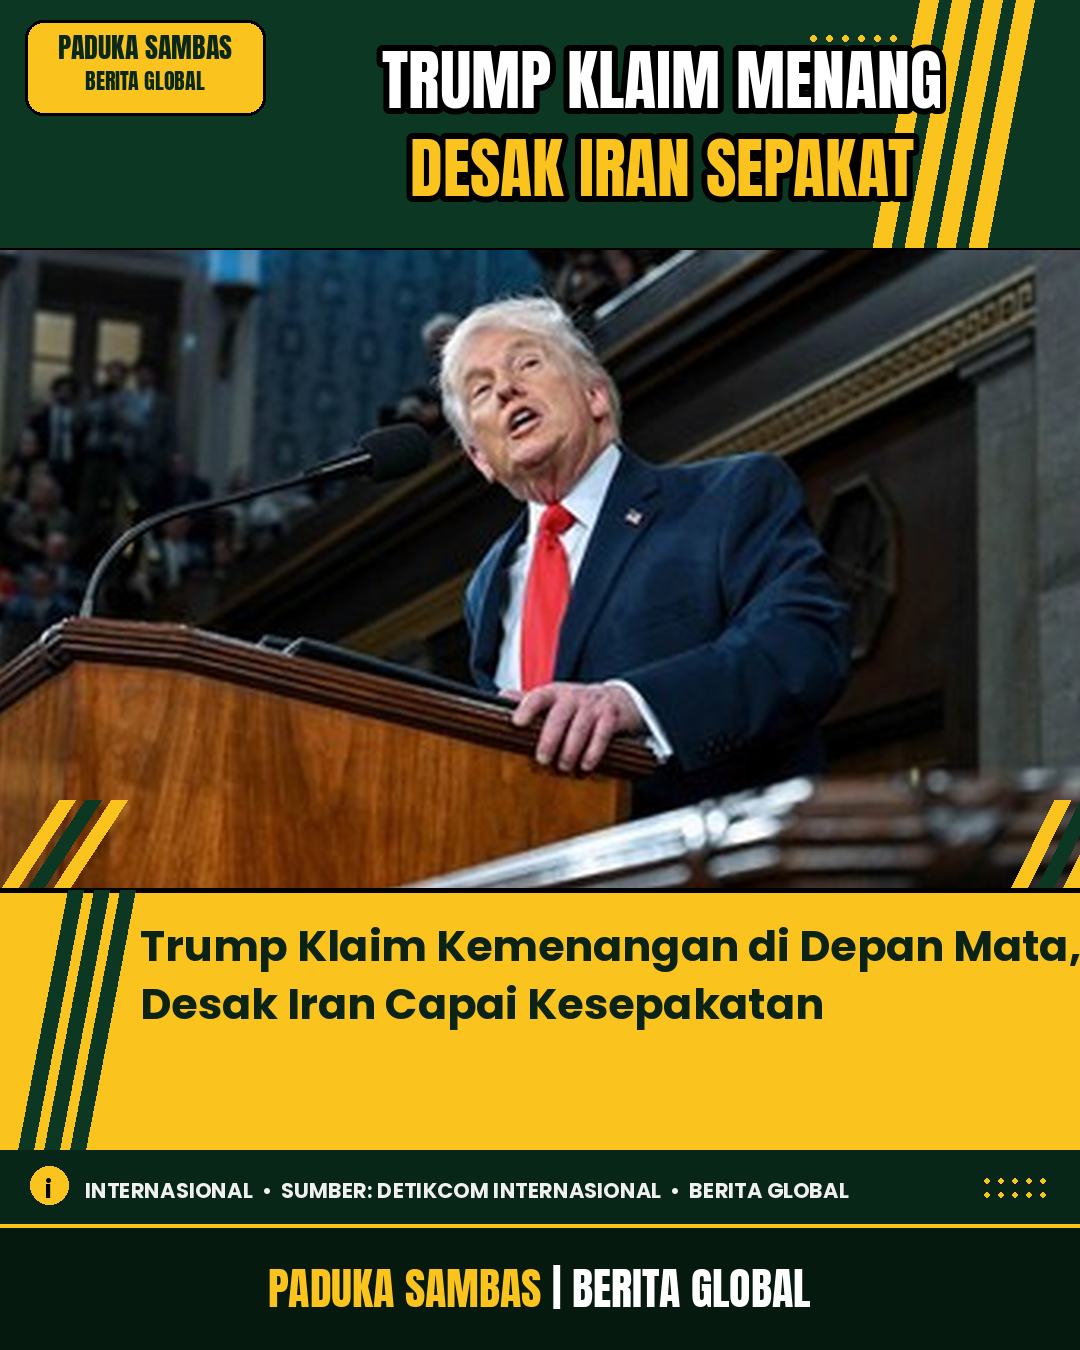 PADUKA SAMBAS
BERITA GLOBAL
TRUMP KLAIM MENANG
DESAK IRAN SEPAKAT
Trump Klaim Kemenangan di Depan Mata,
Desak Iran Capai Kesepakatan
i INTERNASIONAL • SUMBER: DETIKCOM INTERNASIONAL • BERITA GLOBAL
PADUKA SAMBAS | BERITA GLOBAL